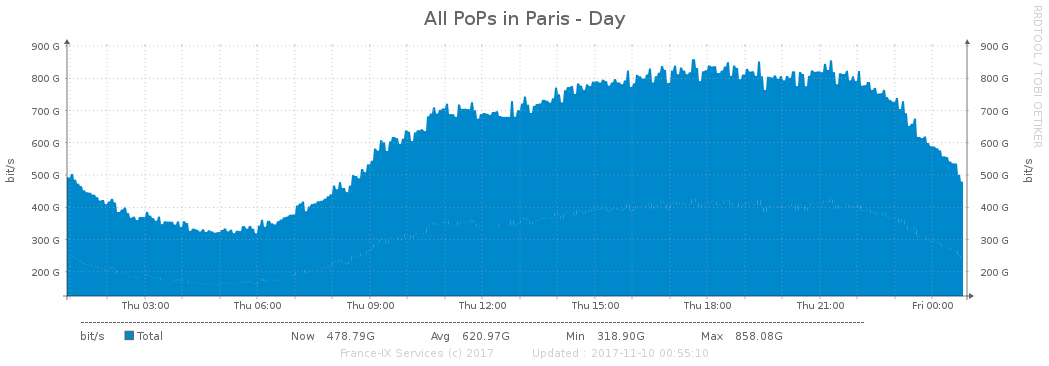 All PoPs in Paris - Day
RRDTOOL / TOBI OETIKER
900 G 900 G
800 G 800 G
700 G 700 G
600 G 600 G
500 G 500 G
400 G 400 G
300 G 300 G
200 G 200 G
bit/s bit/s
Thu 03:00 Thu 06:00 Thu 09:00 Thu 12:00 Thu 15:00 Thu 18:00 Thu 21:00 Fri 00:00
bit/s Total Now 478.79G Avg 620.97G Min 318.90G Max 858.08G
France-IX Services (c) 2017 Updated : 2017-11-10 00:55:10